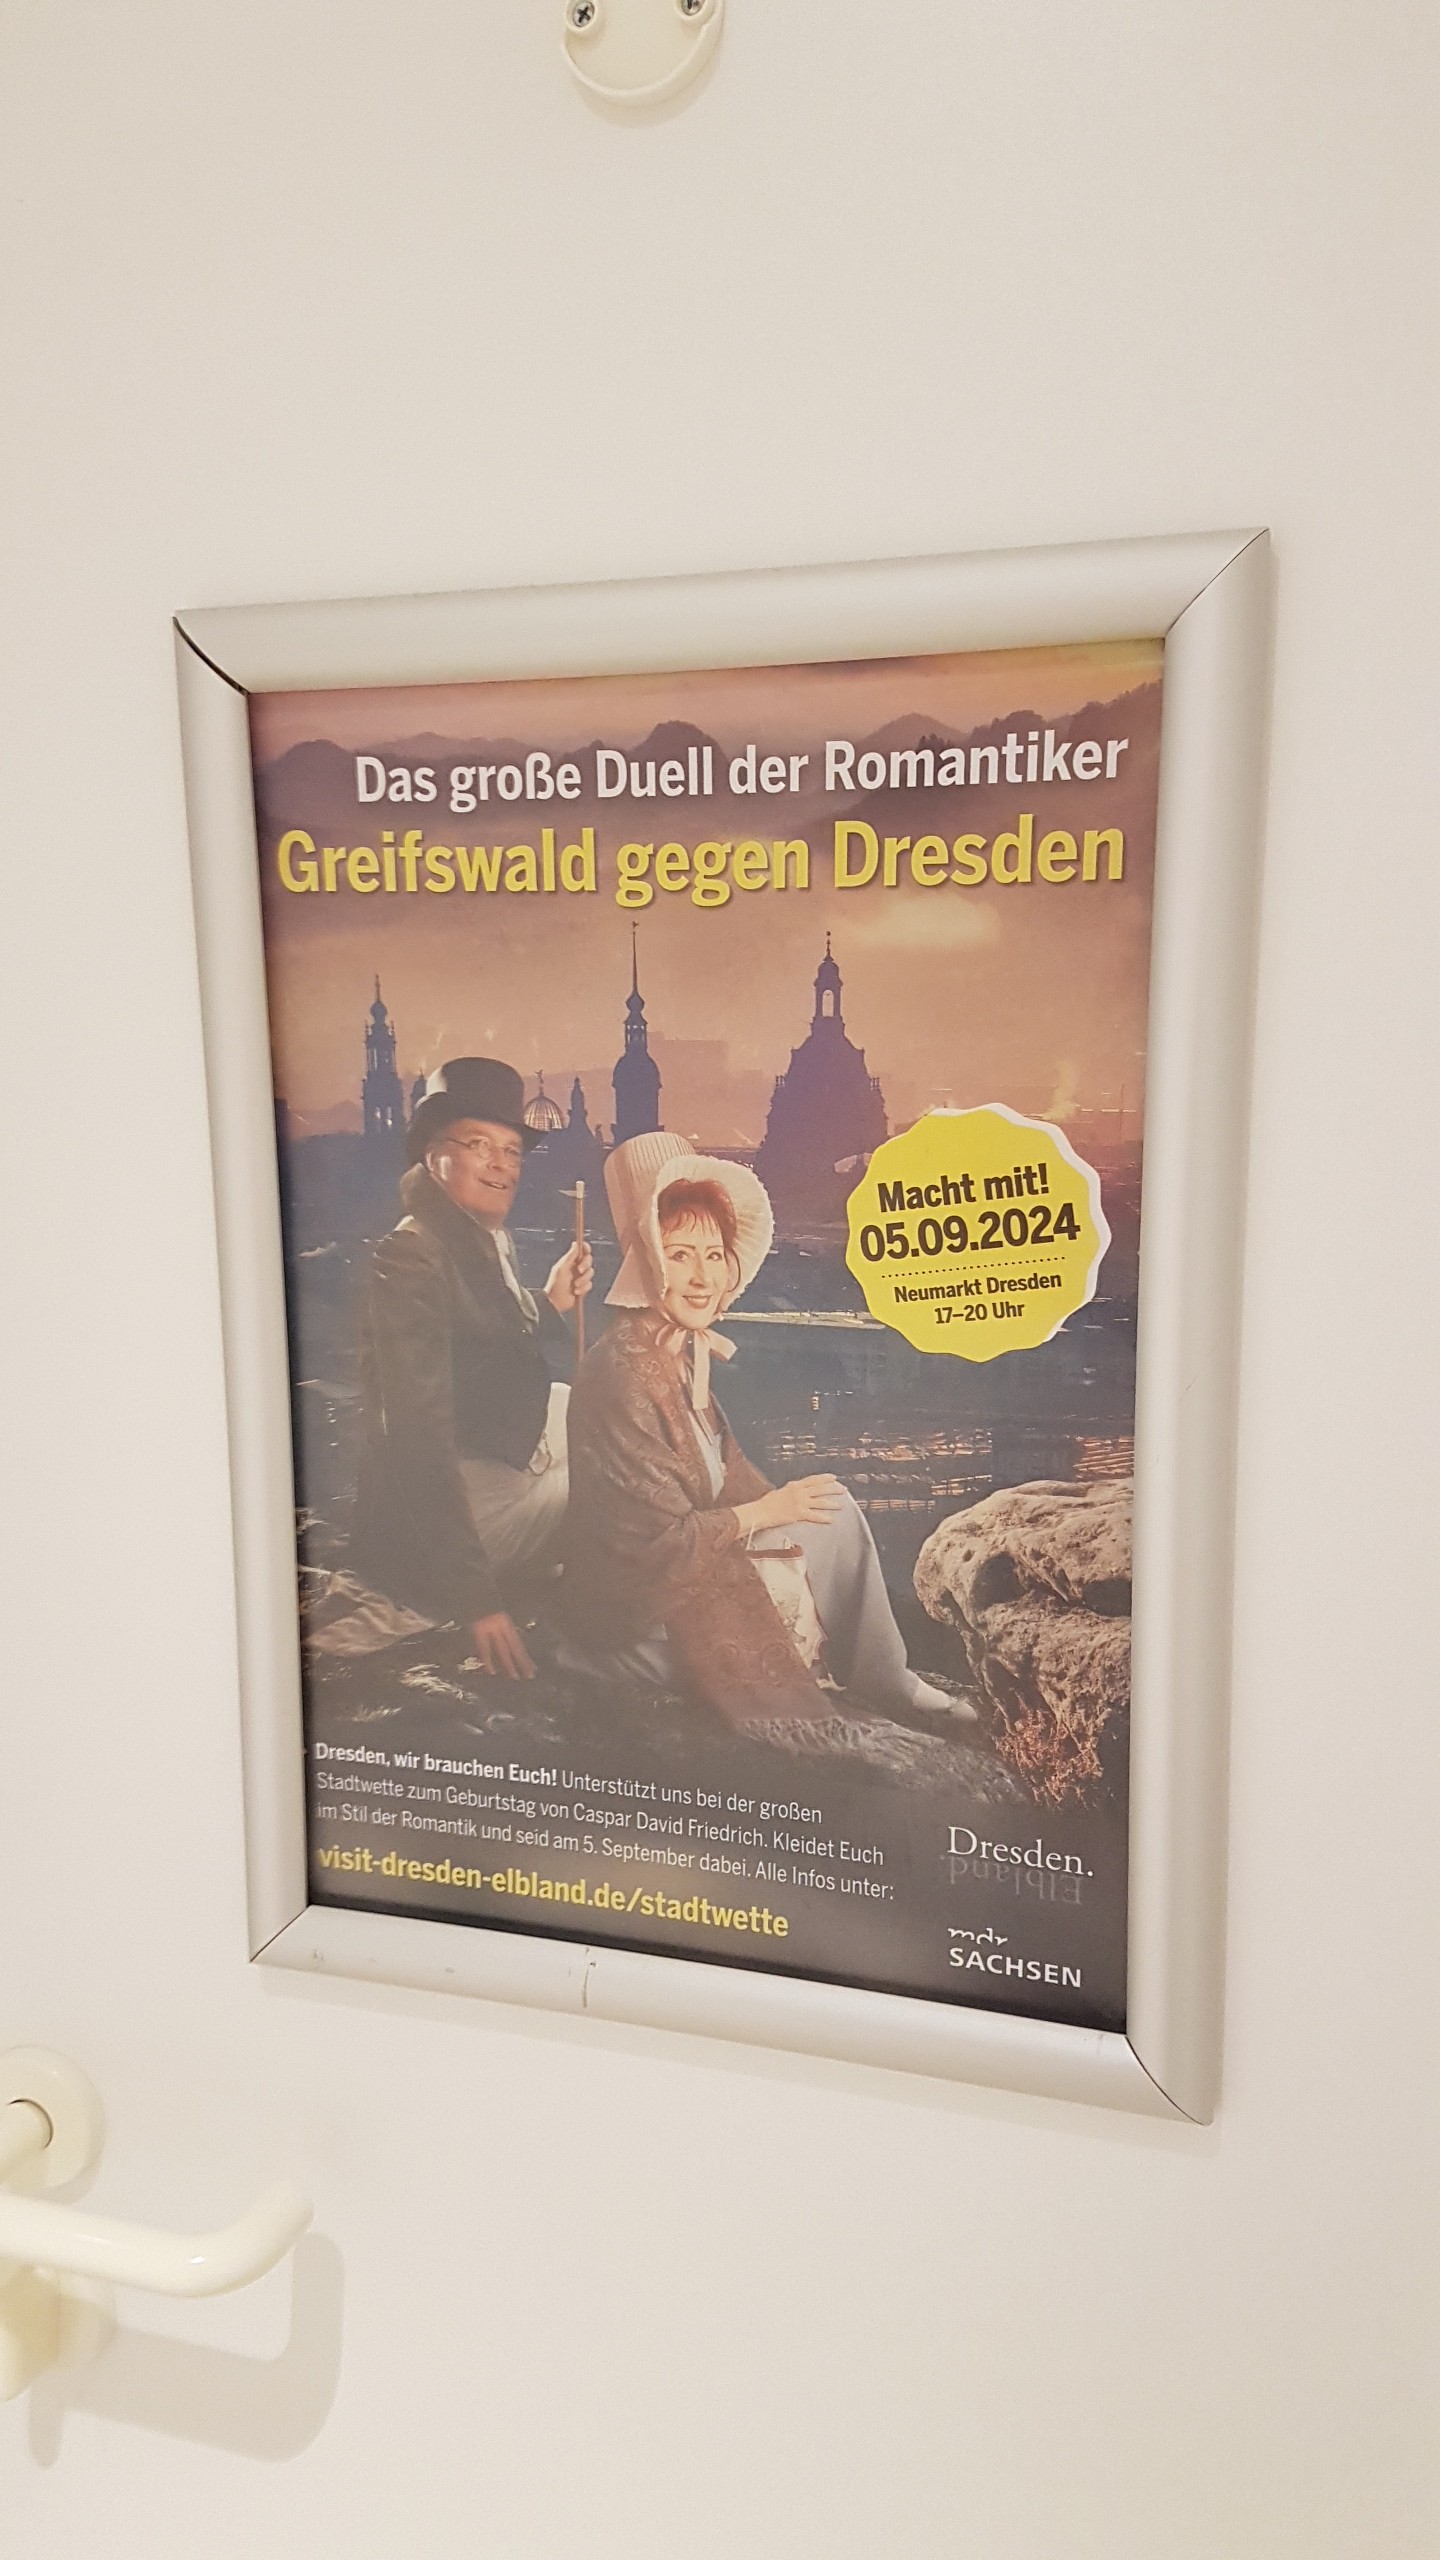 Das große Duell der Romantiker
Greifswald gegen Dresden
Macht mit!
05.09.2024
Neumarkt Dresden
17–20 Uhr
Dresden, wir brauchen Euch! Unterstützt uns bei der großen
Stadtwette zum Geburtstag von Caspar David Friedrich. Kleidet Euch
im Stil der Romantik und seid am 5. September dabei. Alle Infos unter:
visit-dresden-elbland.de/stadtwette
Dresden.
Elbland
mdr
SACHSEN